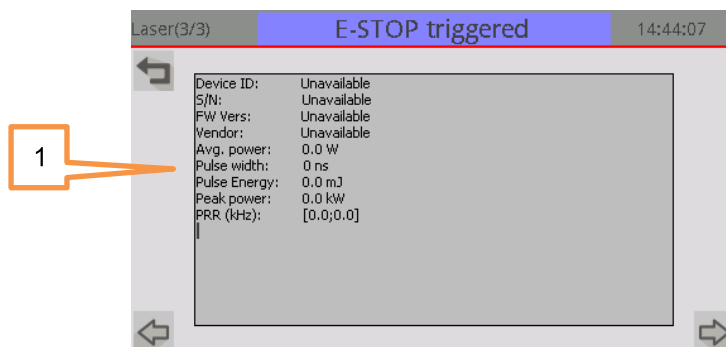 Laser(3/3) E-STOP triggered 14:44:07
Device ID: Unavailable
S/N: Unavailable
FW Vers: Unavailable
Vendor: Unavailable
1
Avg. power: 0.0 W
Pulse width: 0 ns
Pulse Energy: 0.0 mJ
Peak power: 0.0 kW
PRR (kHz): [0.0;0.0]